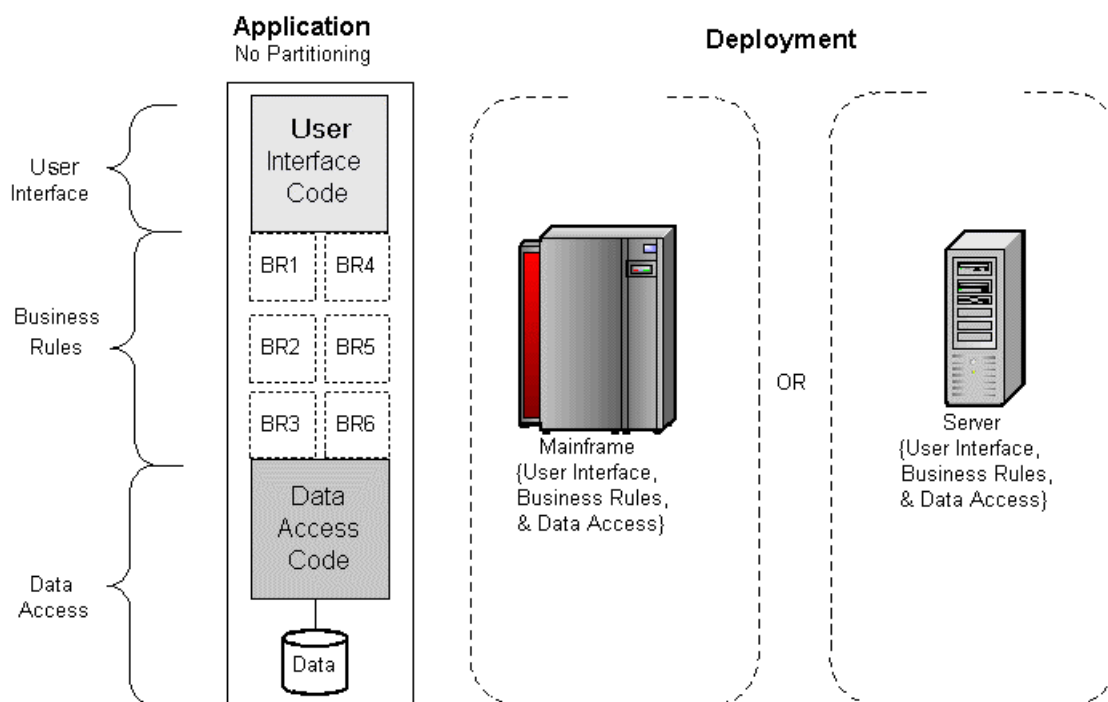 Application
No Partitioning
Deployment
User
Interface
User
Interface
Code
Business
Rules
BR1 BR4
BR2 BR5
BR3 BR6
Data
Access
Data
Access
Code
Data
Mainframe
{User Interface,
Business Rules,
& Data Access}
OR
Server
{User Interface,
Business Rules,
& Data Access}